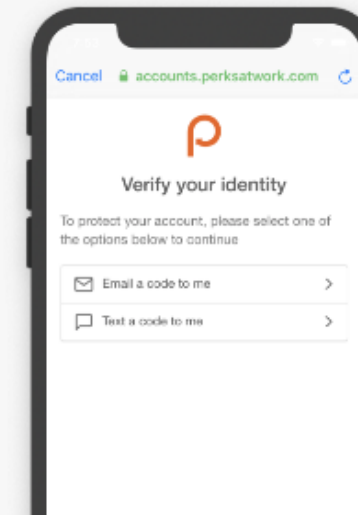 Cancel accounts.perksatwork.com
Verify your identity
To protect your account, please select one of
the options below to continue
Email a code to me
Text a code to me